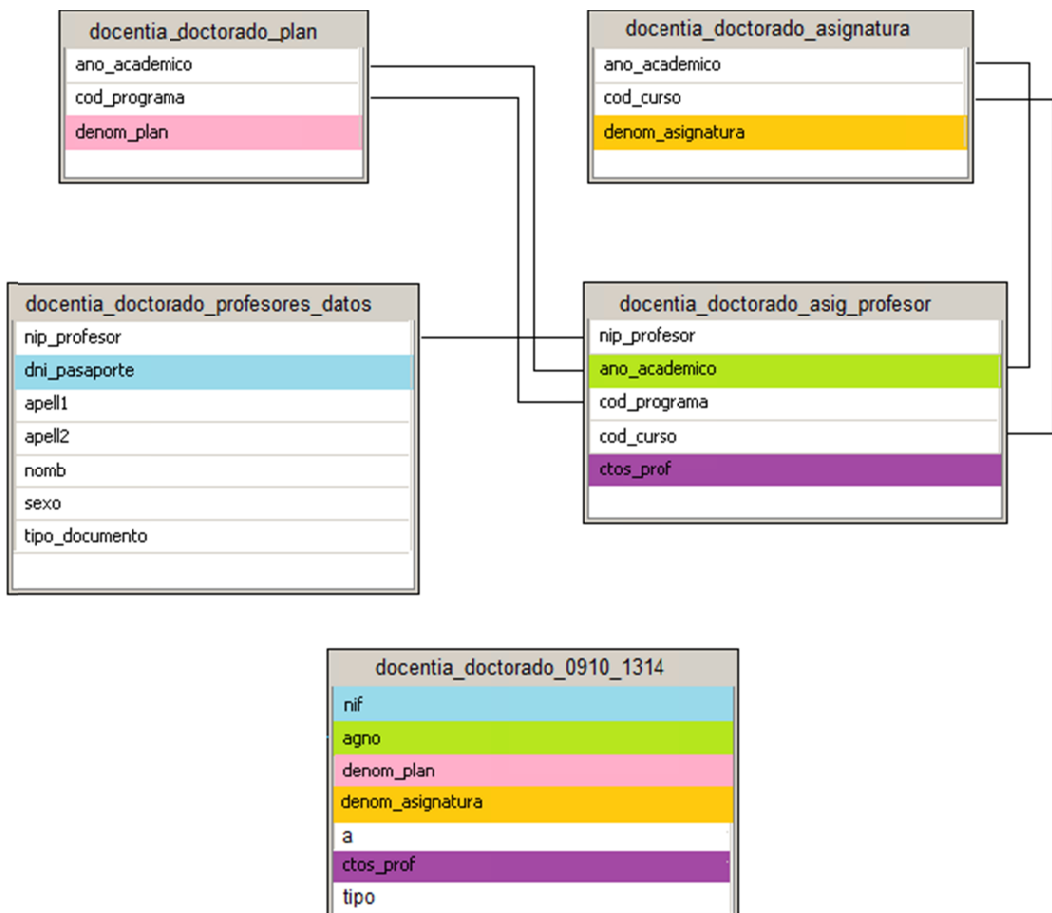 docentia_doctorado_plan
ano_academico
cod_programa
denom_plan
docentia_doctorado_asignatura
ano_academico
cod_curso
denom_asignatura
docentia_doctorado_profesores_datos
nip_profesor
dni_pasaporte
apell1
apell2
nomb
sexo
tipo_documento
docentia_doctorado_asig_profesor
nip_profesor
ano_academico
cod_programa
cod_curso
ctos_prof
docentia_doctorado_0910_1314
nif
agno
denom_plan
denom_asignatura
a
ctos_prof
tipo